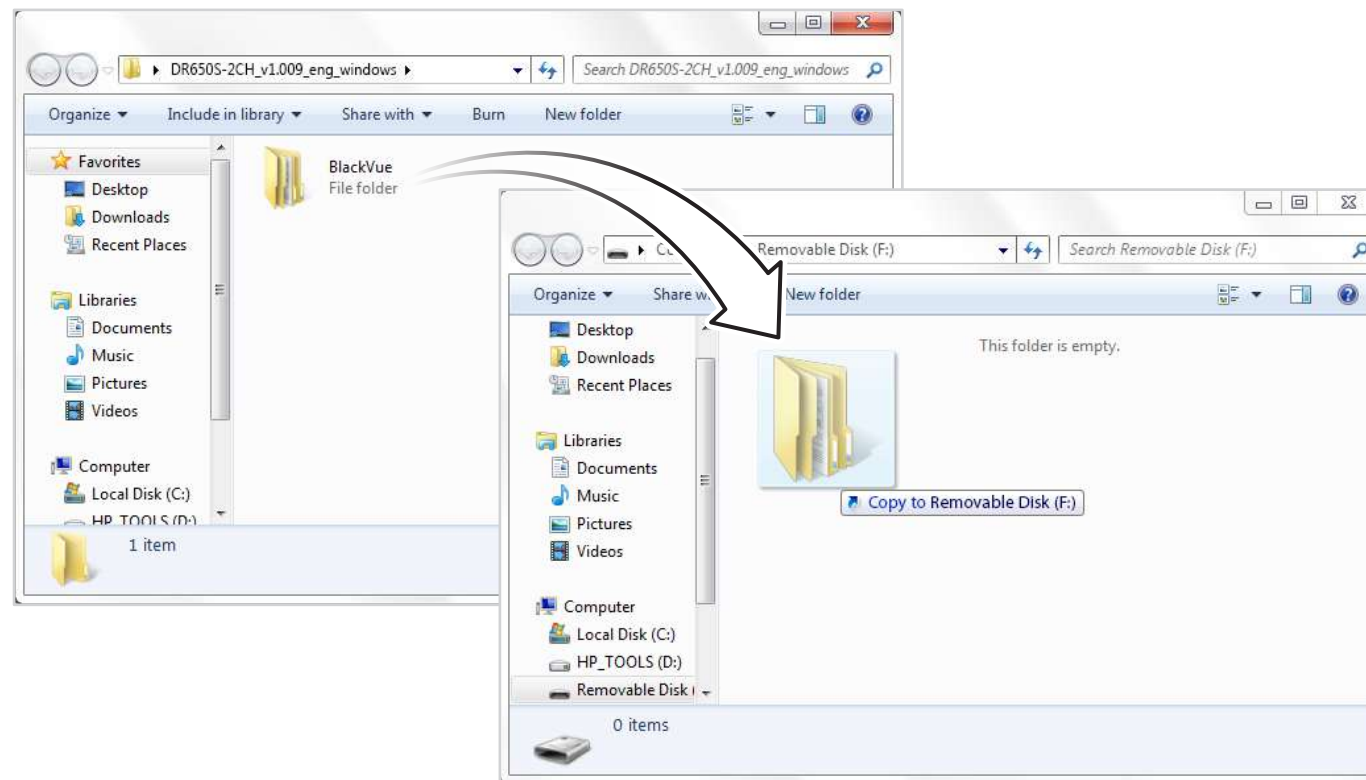 DR650S-2CH_v1.009_eng_windows
Search DR650S-2CH_v1.009_eng_windows
Organize Include in library Share with Burn New folder
Favorites
Desktop
Downloads
Recent Places
Libraries
Documents
Music
Pictures
Videos
Computer
Local Disk (C:)
HP_TOOLS (D:)
BlackVue
File folder
1 item
Removable Disk (F:)
Search Removable Disk (F:)
Organize Share New folder
Desktop
Downloads
Recent Places
Libraries
Documents
Music
Pictures
Videos
Computer
Local Disk (C:)
HP_TOOLS (D:)
Removable Disk (
This folder is empty.
Copy to Removable Disk (F:)
0 items